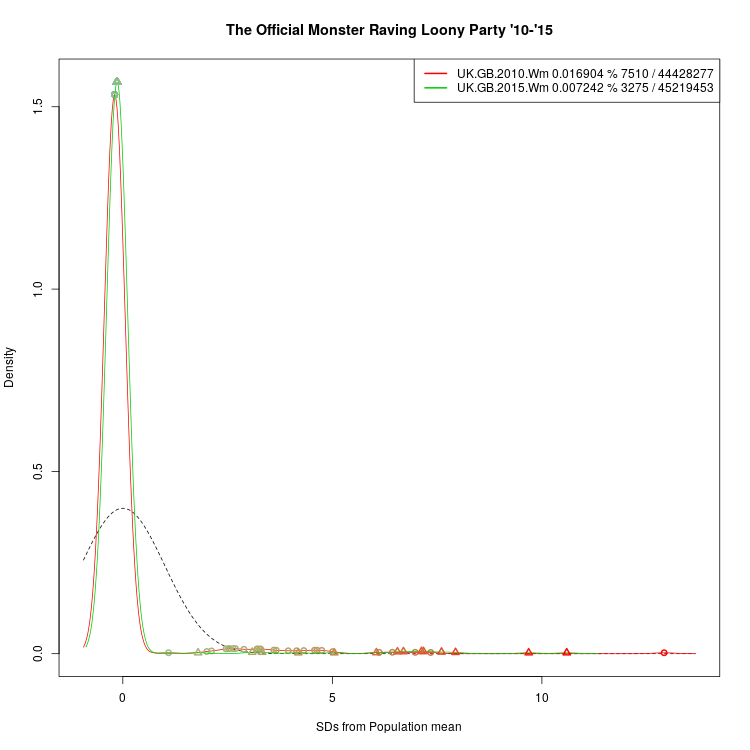 The Official Monster Raving Loony Party '10-'15
UK.GB.2010.Wm 0.016904 % 7510 / 44428277
UK.GB.2015.Wm 0.007242 % 3275 / 45219453
1.5
1.0
0.5
0.0
Density
0 5 10
SDs from Population mean